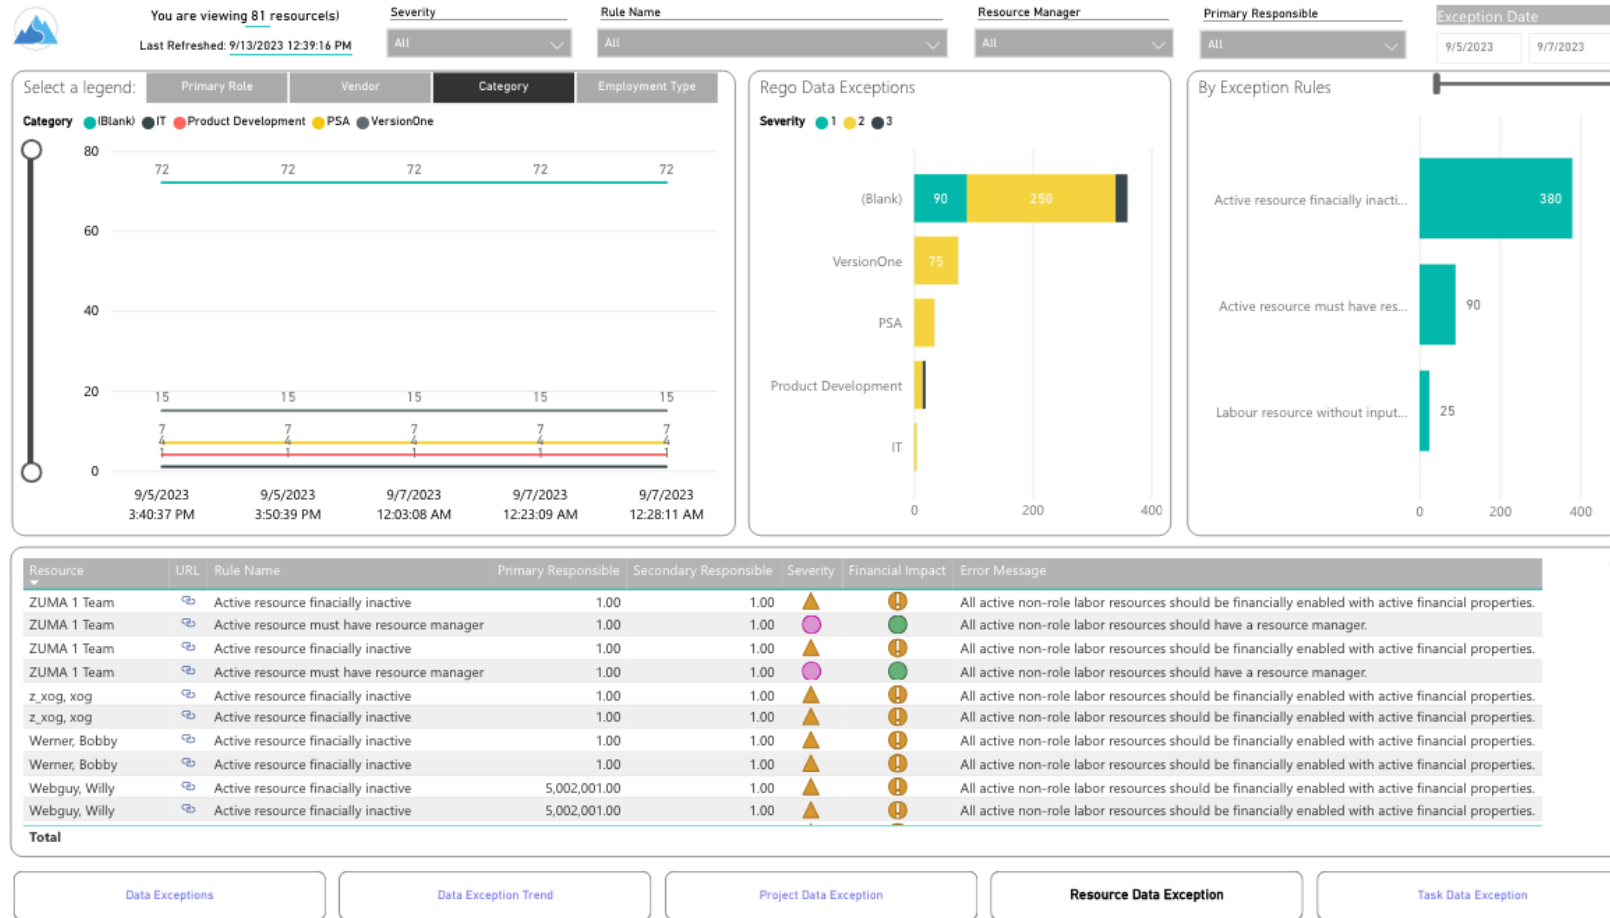 You are viewing 81 resource(s)
Last Refreshed: 9/13/2023 12:39:16 PM
Severity
All
Rule Name
All
Resource Manager
All
Primary Responsible
All
Exception Date
9/5/2023
9/7/2023
Select a legend:
Primary Role
Vendor
Category
Employment Type
Category (Blank) IT Product Development PSA VersionOne
80
60
40
20
0
72 72 72 72 72
15 15 15 15 15
7 7 7 7 7
4 4 4 4 4
1 1 1 1 1
9/5/2023 9/5/2023 9/7/2023 9/7/2023 9/7/2023
3:40:37 PM 3:50:39 PM 12:03:08 AM 12:23:09 AM 12:28:11 AM
Rego Data Exceptions
Severity 1 2 3
(Blank) 90 250
VersionOne 75
PSA
Product Development
IT
0 200 400
By Exception Rules
Active resource finacially inacti... 380
Active resource must have res... 90
Labour resource without input... 25
0 200 400
Resource URL Rule Name Primary Responsible Secondary Responsible Severity Financial Impact Error Message
ZUMA 1 Team Active resource finacially inactive 1.00 1.00 All active non-role labor resources should be financially enabled with active financial properties.
ZUMA 1 Team Active resource must have resource manager 1.00 1.00 All active non-role labor resources should have a resource manager.
ZUMA 1 Team Active resource finacially inactive 1.00 1.00 All active non-role labor resources should be financially enabled with active financial properties.
ZUMA 1 Team Active resource must have resource manager 1.00 1.00 All active non-role labor resources should have a resource manager.
z_xog, xog Active resource finacially inactive 1.00 1.00 All active non-role labor resources should be financially enabled with active financial properties.
z_xog, xog Active resource finacially inactive 1.00 1.00 All active non-role labor resources should be financially enabled with active financial properties.
Werner, Bobby Active resource finacially inactive 1.00 1.00 All active non-role labor resources should be financially enabled with active financial properties.
Werner, Bobby Active resource finacially inactive 1.00 1.00 All active non-role labor resources should be financially enabled with active financial properties.
Webguy, Willy Active resource finacially inactive 5,002,001.00 1.00 All active non-role labor resources should be financially enabled with active financial properties.
Webguy, Willy Active resource finacially inactive 5,002,001.00 1.00 All active non-role labor resources should be financially enabled with active financial properties.
Total
Data Exceptions
Data Exception Trend
Project Data Exception
Resource Data Exception
Task Data Exception